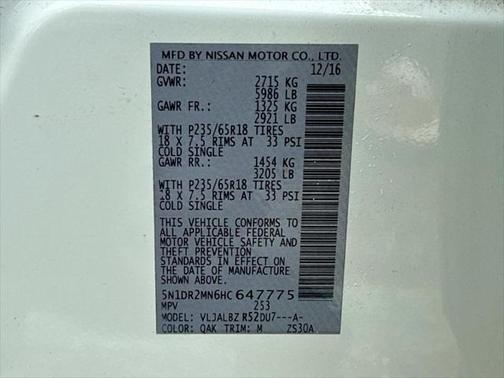 MFD BY NISSAN MOTOR CO., LTD.
DATE: 12/16
GVWR: 2715 KG
5986 LB
GAWR FR.: 1325 KG
2921 LB
WITH P235/65R18 TIRES
18 X 7.5 RIMS AT 33 PSI
COLD SINGLE
GAWR RR.: 1454 KG
3205 LB
WITH P235/65R18 TIRES
18 X 7.5 RIMS AT 33 PSI
COLD SINGLE
THIS VEHICLE CONFORMS TO
ALL APPLICABLE FEDERAL
MOTOR VEHICLE SAFETY AND
THEFT PREVENTION
STANDARDS IN EFFECT ON
THE DATE OF MANUFACTURE
SHOWN ABOVE.
5N1DR2MN6HC 647775
MPV 253
MODEL: VLJALBZ R52DU7---A-
COLOR: QAK TRIM: M ZS30A